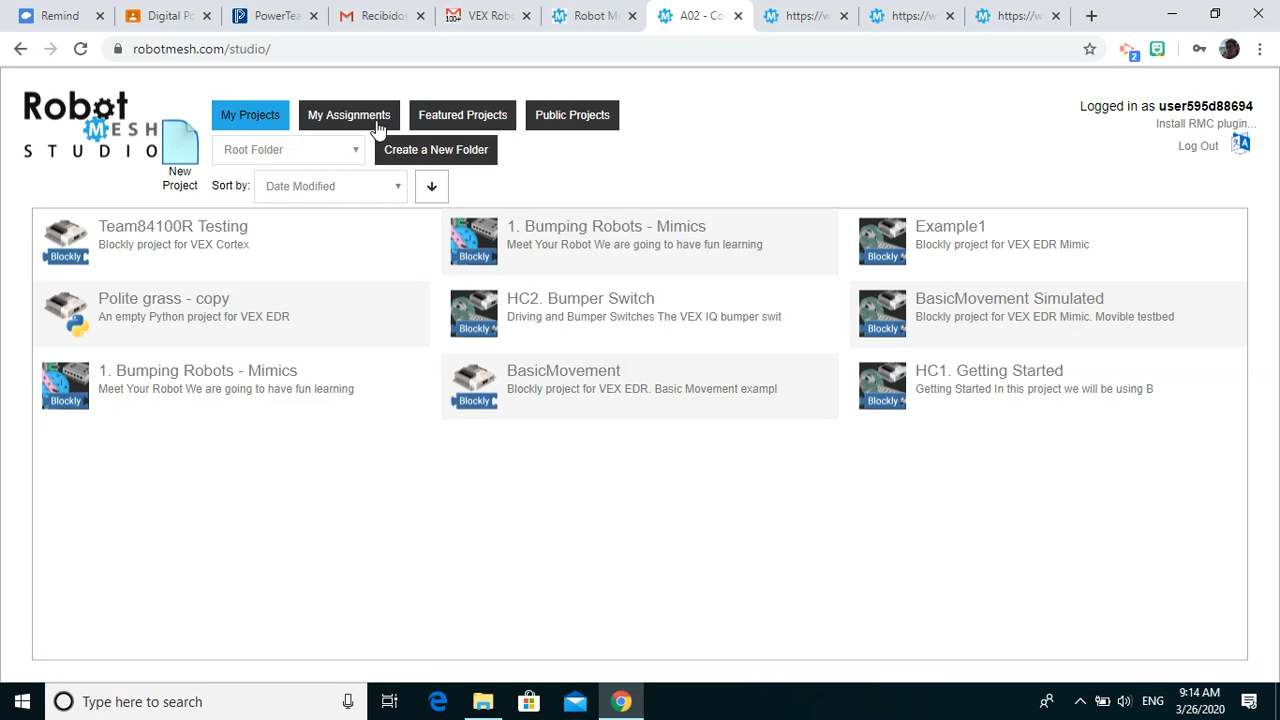 Remind
Digital Po
PowerTea
Recibidos
VEX Rob
Robot Me
A02 - Co
https://w
https://w
https://w
robotmesh.com/studio/
2
Robot
MESH
STUDIO
New
Project
My Projects
My Assignments
Featured Projects
Public Projects
Logged in as user595d88694
Install RMC plugin...
Log Out
Root Folder
Create a New Folder
Sort by:
Date Modified
Team84100R Testing
Blockly project for VEX Cortex
Blockly
1. Bumping Robots - Mimics
Meet Your Robot We are going to have fun learning
Blockly
Example1
Blockly project for VEX EDR Mimic
Blockly
Polite grass - copy
An empty Python project for VEX EDR
HC2. Bumper Switch
Driving and Bumper Switches The VEX IQ bumper swit
Blockly
BasicMovement Simulated
Blockly project for VEX EDR Mimic. Movible testbed
Blockly
1. Bumping Robots - Mimics
Meet Your Robot We are going to have fun learning
Blockly
BasicMovement
Blockly project for VEX EDR. Basic Movement exampl
Blockly
HC1. Getting Started
Getting Started In this project we will be using B
Blockly
Type here to search
ENG
9:14 AM
3/26/2020